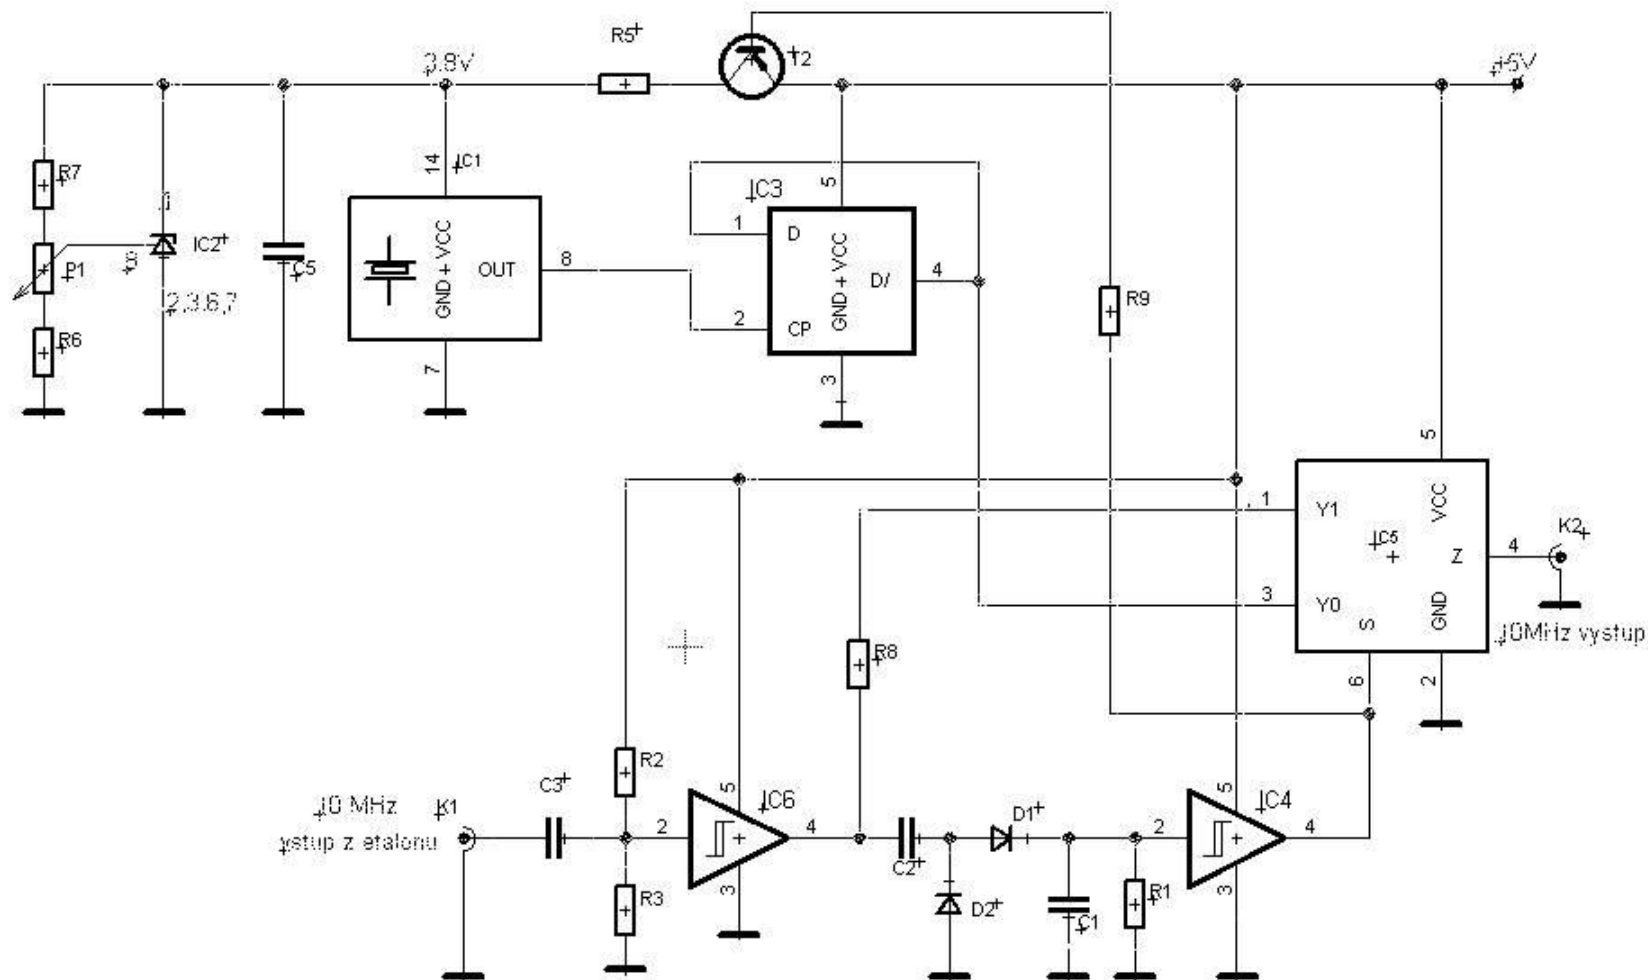 R5
T2
3.8V
+5V
R7
14
IC1
IC3
5
1
D
GND + VCC
OUT
8
IC2
8
P1
C5
GND + VCC
D/
4
2,3,6,7
2
CP
R9
R6
7
3
5
1
Y1
VCC
IC5
K2
Z
4
3
Y0
S
GND
10MHz vystup
R8
6
2
R2
C3
5
IC6
5
IC4
10 MHz
K1
D1
vstup z etalonu
2
4
2
4
C2
R3
3
D2
C1
R1
3